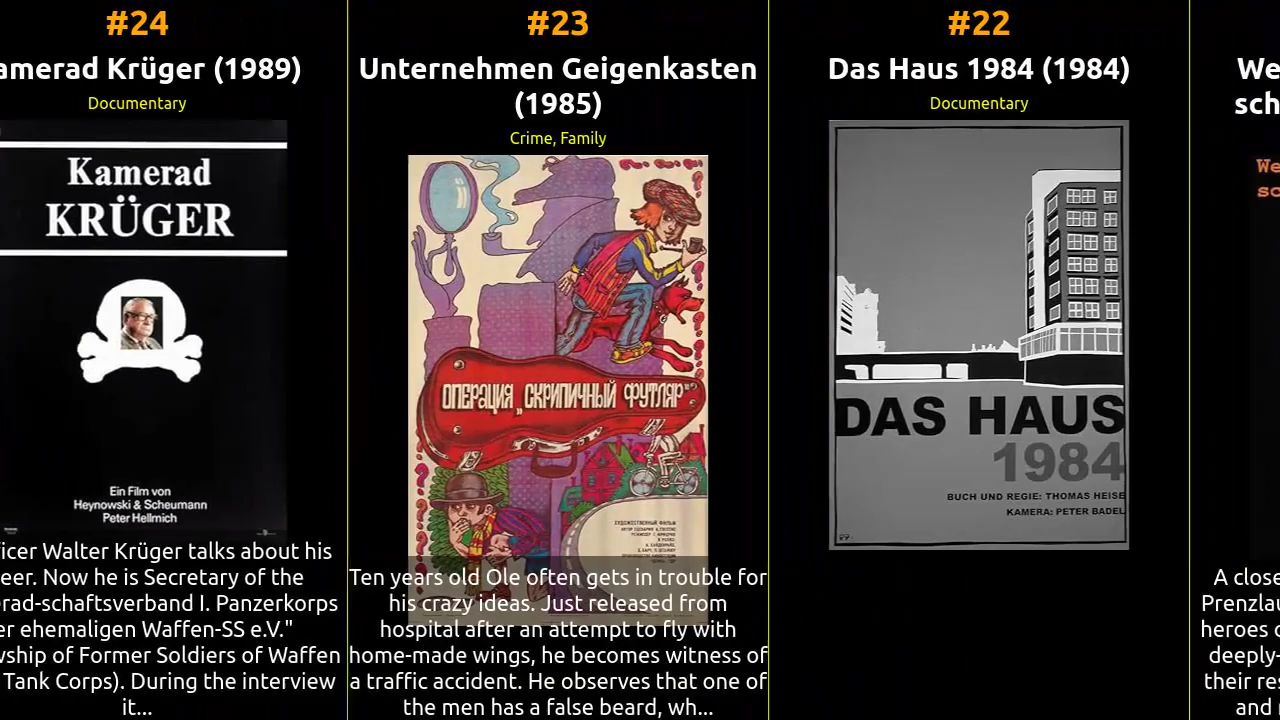 #24
amerad Krüger (1989)
Documentary
Kamerad
KRÜGER
Ein Film von
Heynowski & Scheumann
Peter Hellmich
icer Walter Krüger talks about his
eer. Now he is Secretary of the
rad-schaftsverband I. Panzerkorps
er ehemaligen Waffen-SS e.V."
wship of Former Soldiers of Waffen
Tank Corps). During the interview
it...
#23
Unternehmen Geigenkasten
(1985)
Crime, Family
ОПЕРАЦИЯ „СКРИПИЧНЫЙ ФУТЛЯР"
ХУДОЖЕСТВЕННЫЙ ФИЛЬМ
Ten years old Ole often gets in trouble for
his crazy ideas. Just released from
hospital after an attempt to fly with
home-made wings, he becomes witness of
a traffic accident. He observes that one of
the men has a false beard, wh...
#22
Das Haus 1984 (1984)
Documentary
DAS HAUS
1984
BUCH UND REGIE: THOMAS HEISE
KAMERA: PETER BADEL
We
sch
We
sc
A close
Prenzlau
heroes o
deeply-
their res
and